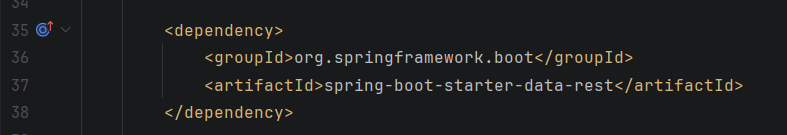 34
35 <dependency>
36 <groupId>org.springframework.boot</groupId>
37 <artifactId>spring-boot-starter-data-rest</artifactId>
38 </dependency>